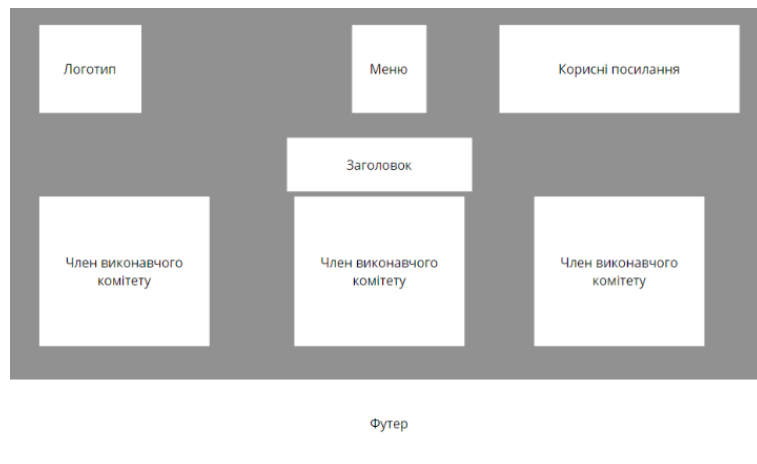 Логотип
Меню
Корисні посилання
Заголовок
Член виконавчого
комітету
Член виконавчого
комітету
Член виконавчого
комітету
Футер